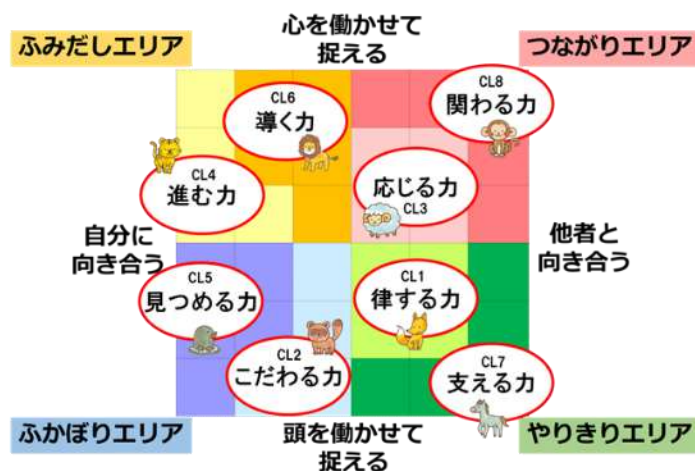 ふみだしエリア
心を働かせて
捉える
つながりエリア
CL6
導く力
CL8
関わる力
CL4
進む力
応じる力
CL3
自分に
向き合う
他者と
向き合う
CL5
見つめる力
CL1
律する力
CL2
こだわる力
CL7
支える力
ふかぼりエリア
頭を働かせて
捉える
やりきりエリア